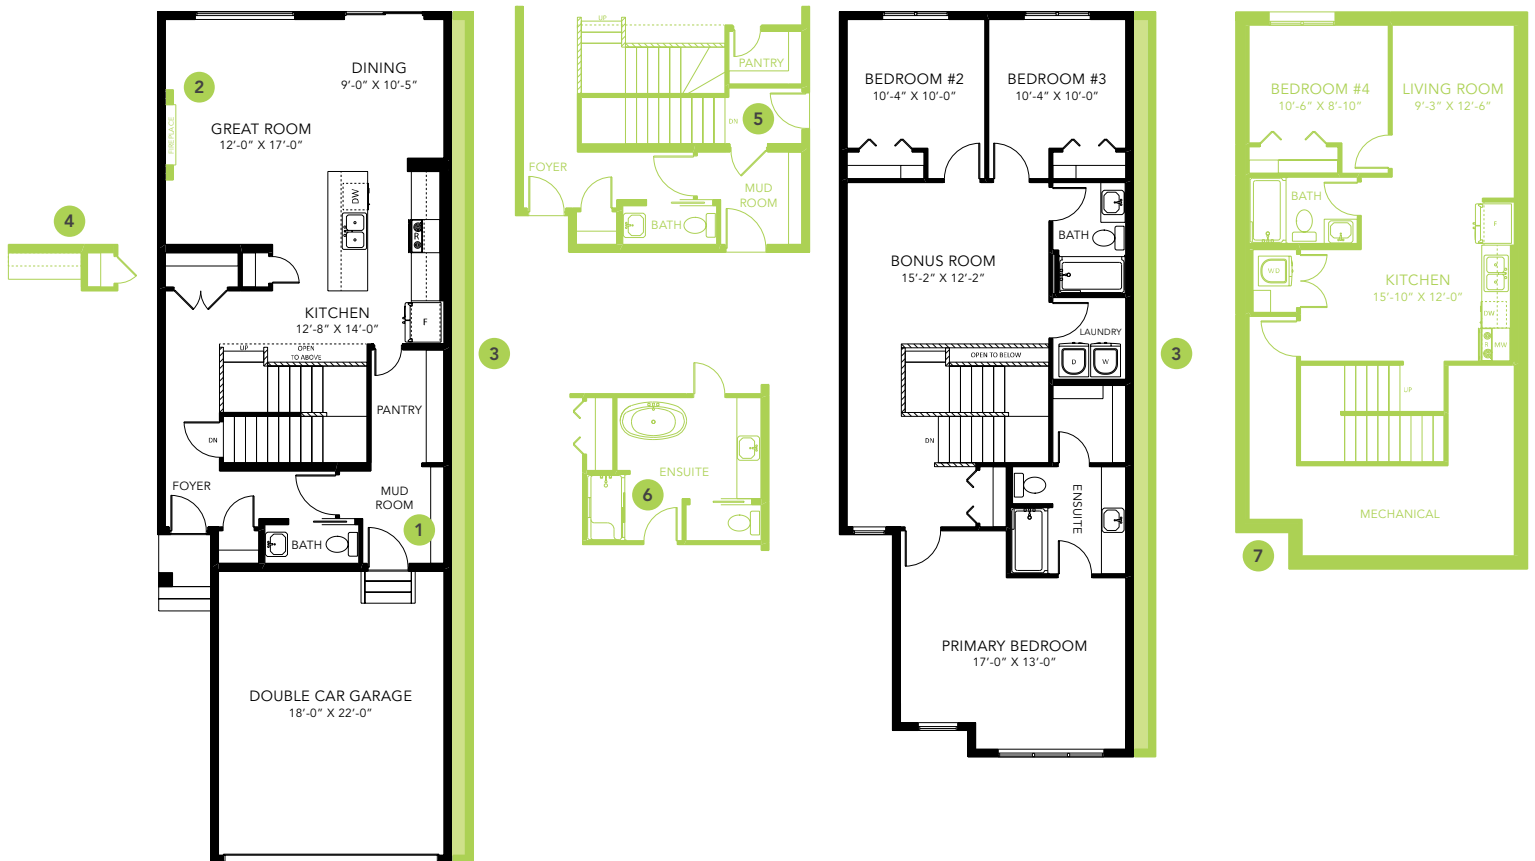 2
DINING
9'-0" X 10'-5"
GREAT ROOM
12'-0" X 17'-0"
FIREPLACE
DW
R
4
KITCHEN
12'-8" X 14'-0"
F
UP
OPEN
TO ABOVE
3
PANTRY
DN
FOYER
MUD
ROOM
1
BATH
DOUBLE CAR GARAGE
18'-0" X 22'-0"
UP
PANTRY
DN
5
FOYER
MUD
ROOM
BATH
ENSUITE
6
BEDROOM #2
10'-4" X 10'-0"
BEDROOM #3
10'-4" X 10'-0"
BATH
BONUS ROOM
15'-2" X 12'-2"
LAUNDRY
D
W
OPEN TO BELOW
3
DN
ENSUITE
PRIMARY BEDROOM
17'-0" X 13'-0"
BEDROOM #4
10'-6" X 8'-10"
LIVING ROOM
9'-3" X 12'-6"
BATH
F
WD
KITCHEN
15'-10" X 12'-0"
DW
R
MW
UP
MECHANICAL
7